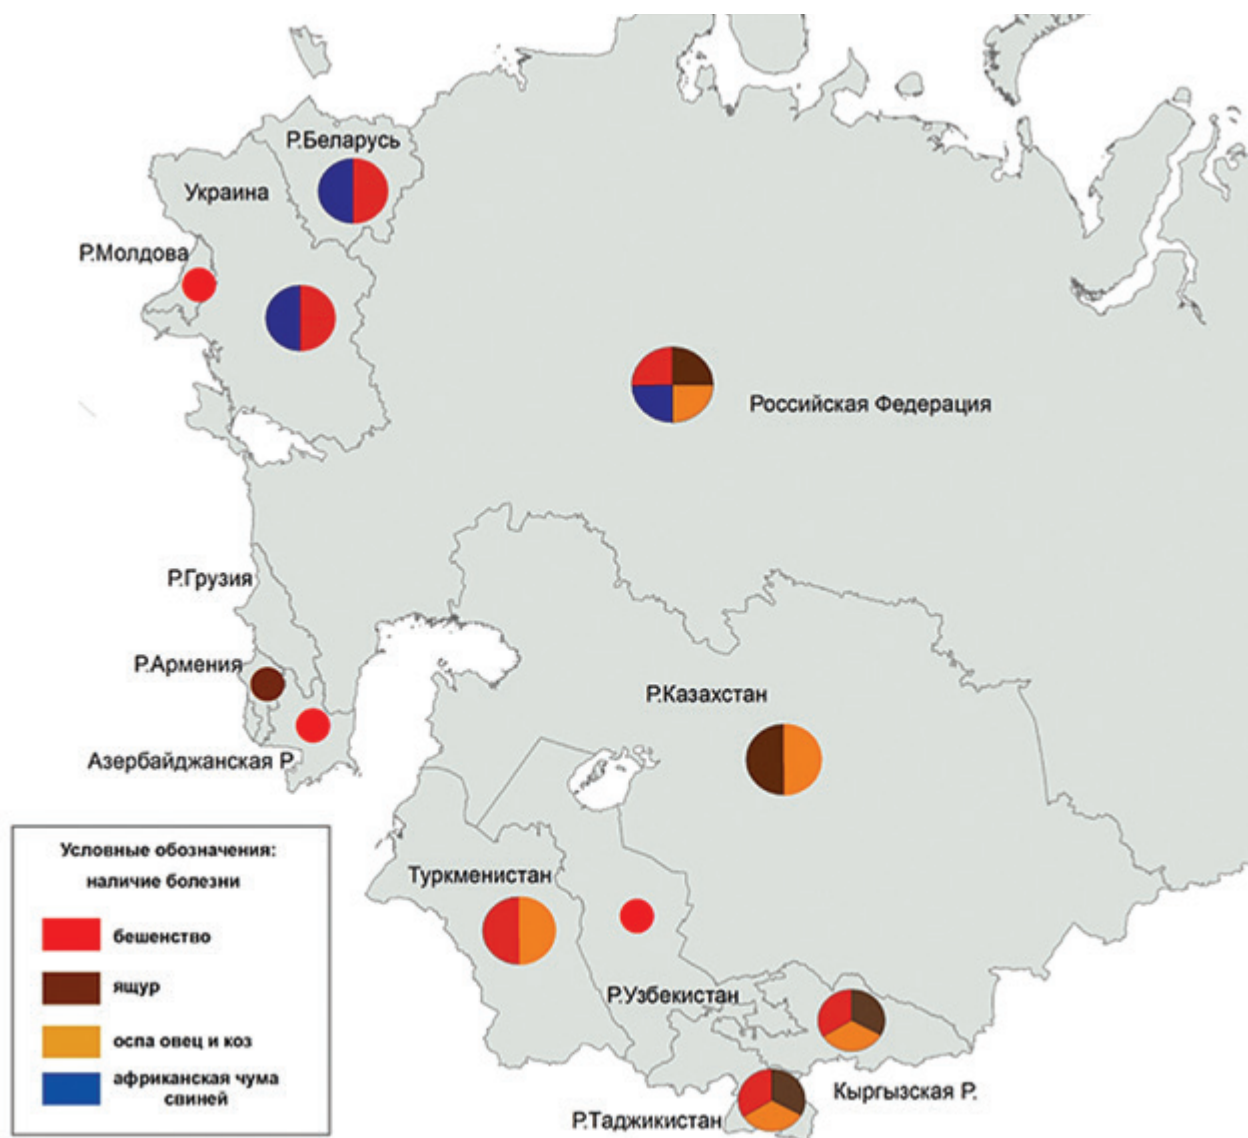 Р.Беларусь
Украина
Р.Молдова
Российская Федерация
Р.Грузия
Р.Армения
Р.Казахстан
Азербайджанская Р
Туркменистан
Р.Узбекистан
Кыргызская Р.
Р.Таджикистан
Условные обозначения:
наличие болезни
бешенство
ящур
оспа овец и коз
африканская чума
свиней